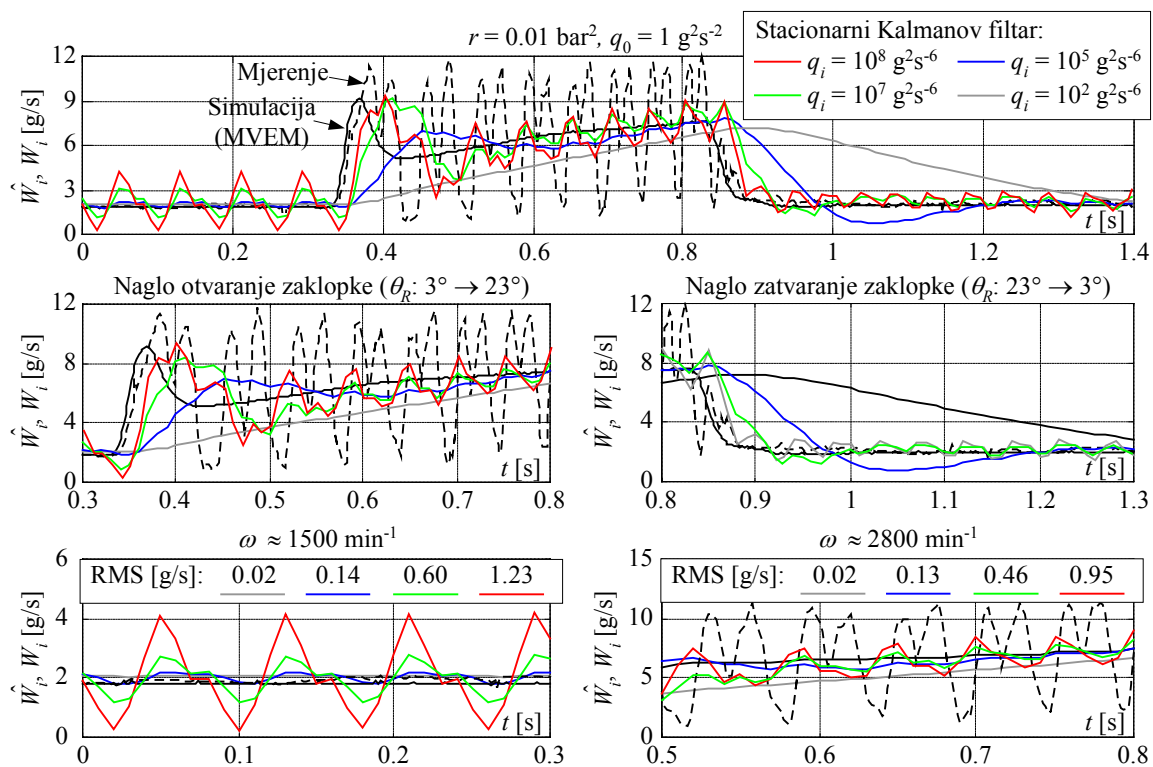 r = 0.01 bar², q₀ = 1 g²s⁻²
Stacionarni Kalmanov filtar:
qᵢ = 10⁸ g²s⁻⁶ qᵢ = 10⁵ g²s⁻⁶
qᵢ = 10⁷ g²s⁻⁶ qᵢ = 10² g²s⁻⁶
Mjerenje
Simulacija
(MVEM)
Ŵᵢ, Wᵢ [g/s]
12
9
6
3
0
0 0.2 0.4 0.6 0.8 1 1.2 1.4
t [s]
Naglo otvaranje zaklopke (θ_R: 3° → 23°)
Ŵᵢ, Wᵢ [g/s]
12
8
4
0
0.3 0.4 0.5 0.6 0.7 0.8
t [s]
Naglo zatvaranje zaklopke (θ_R: 23° → 3°)
Ŵᵢ, Wᵢ [g/s]
12
8
4
0
0.8 0.9 1 1.1 1.2 1.3
t [s]
ω ≈ 1500 min⁻¹
RMS [g/s]: 0.02 0.14 0.60 1.23
Ŵᵢ, Wᵢ [g/s]
6
4
2
0
0 0.1 0.2 0.3
t [s]
ω ≈ 2800 min⁻¹
RMS [g/s]: 0.02 0.13 0.46 0.95
Ŵᵢ, Wᵢ [g/s]
15
10
5
0
0.5 0.6 0.7 0.8
t [s]